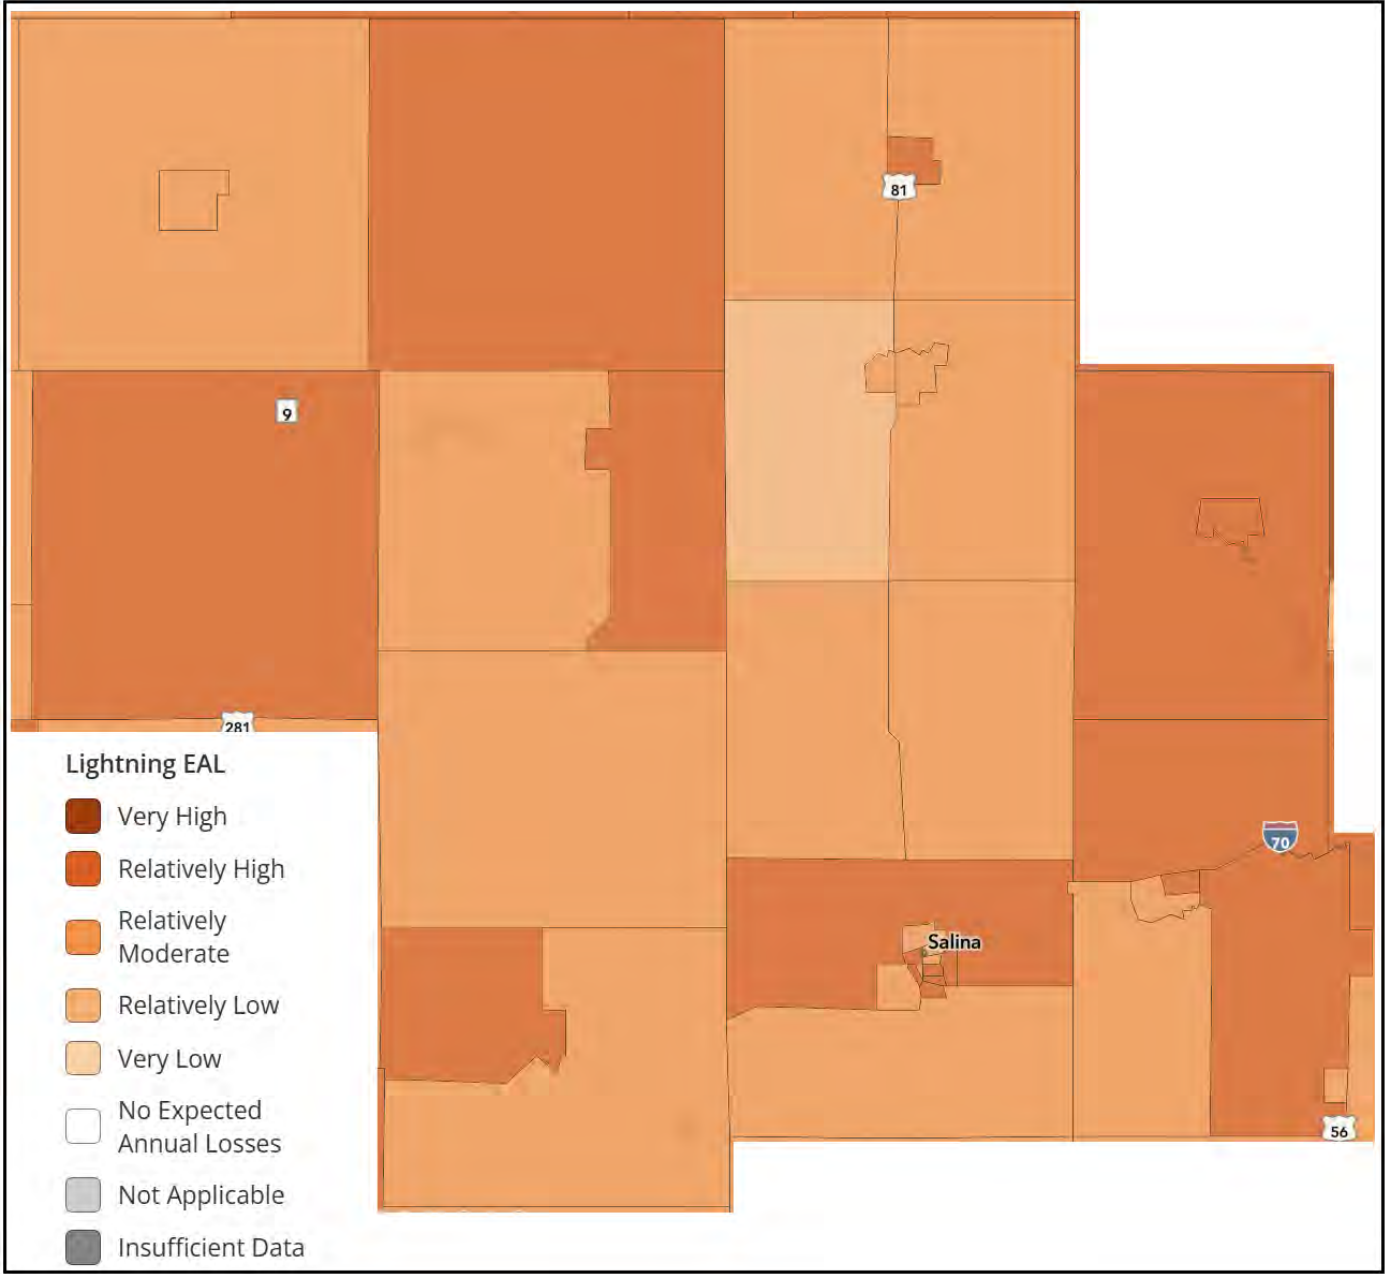 81
9
281
70
Salina
56
Lightning EAL
Very High
Relatively High
Relatively
Moderate
Relatively Low
Very Low
No Expected
Annual Losses
Not Applicable
Insufficient Data